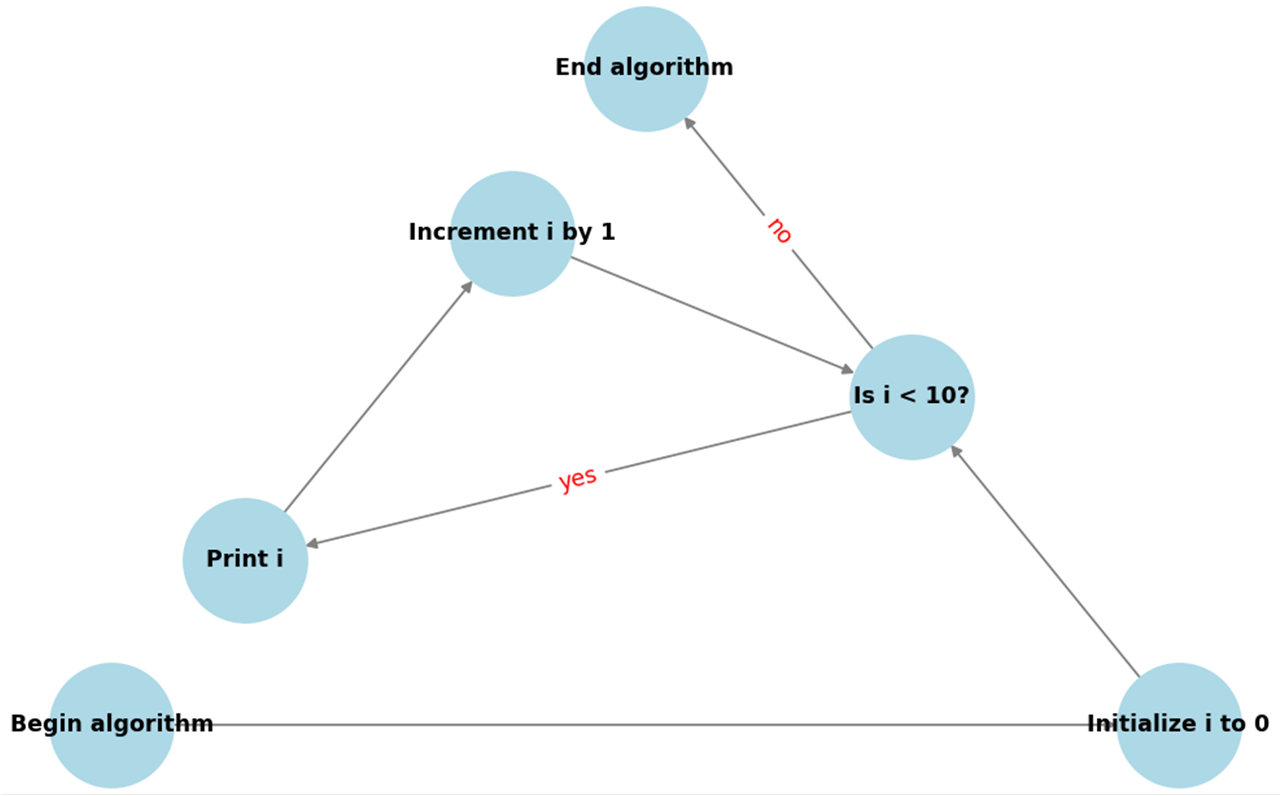 End algorithm
Increment i by 1
no
Is i < 10?
yes
Print i
Begin algorithm
Initialize i to 0